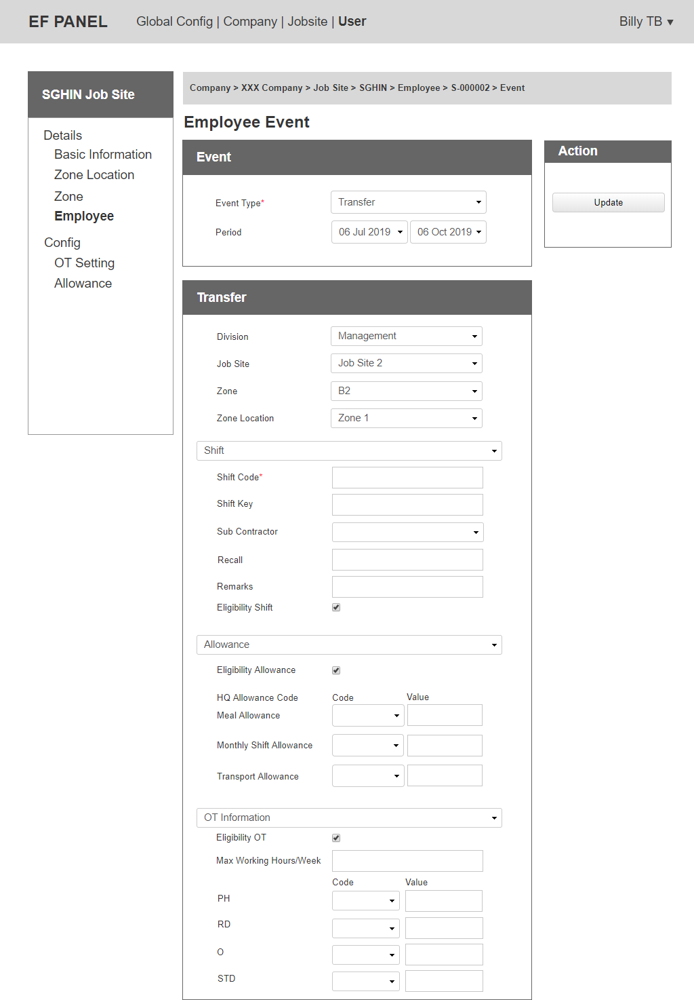 EF PANEL
Global Config | Company | Jobsite | User
Billy TB ▼
SGHIN Job Site
Details
Basic Information
Zone Location
Zone
Employee
Config
OT Setting
Allowance
Company > XXX Company > Job Site > SGHIN > Employee > S-000002 > Event
Employee Event
Event
Event Type* Transfer
Period 06 Jul 2019 06 Oct 2019
Action
Update
Transfer
Division Management
Job Site Job Site 2
Zone B2
Zone Location Zone 1
Shift
Shift Code*
Shift Key
Sub Contractor
Recall
Remarks
Eligibility Shift
Allowance
Eligibility Allowance
HQ Allowance Code Code Value
Meal Allowance
Monthly Shift Allowance
Transport Allowance
OT Information
Eligibility OT
Max Working Hours/Week
Code Value
PH
RD
O
STD